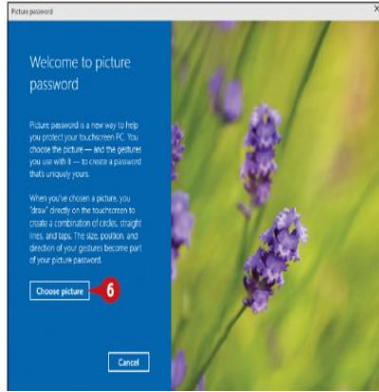 Picture password
X
Welcome to picture
password
Picture password is a new way to help
you protect your touchscreen PC. You
choose the picture — and the gestures
you use with it — to create a password
that's uniquely yours.
When you've chosen a picture, you
"draw" directly on the touchscreen to
create a combination of circles, straight
lines, and taps. The size, position, and
direction of your gestures become part
of your picture password.
Choose picture 6
Cancel